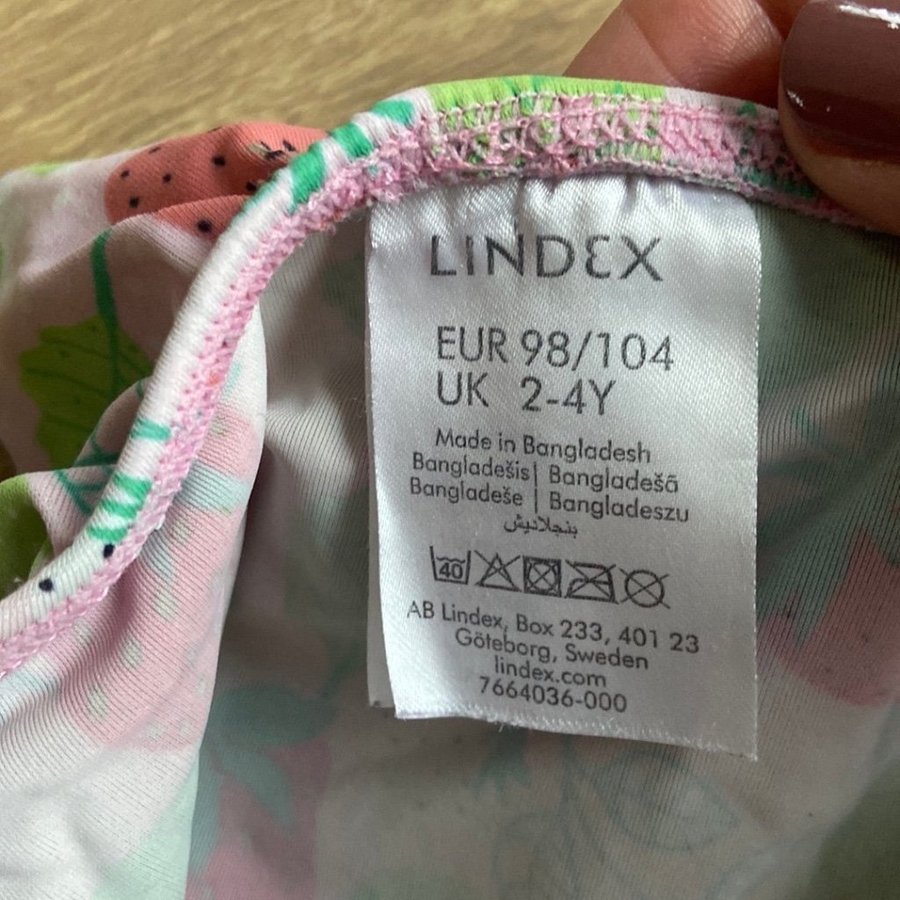 LINDEX
EUR 98/104
UK 2-4Y
Made in Bangladesh
Bangladešis| Bangladešā
Bangladeše | Bangladeszu
بنجلاديش
40
AB Lindex, Box 233, 401 23
Göteborg, Sweden
lindex.com
7664036-000